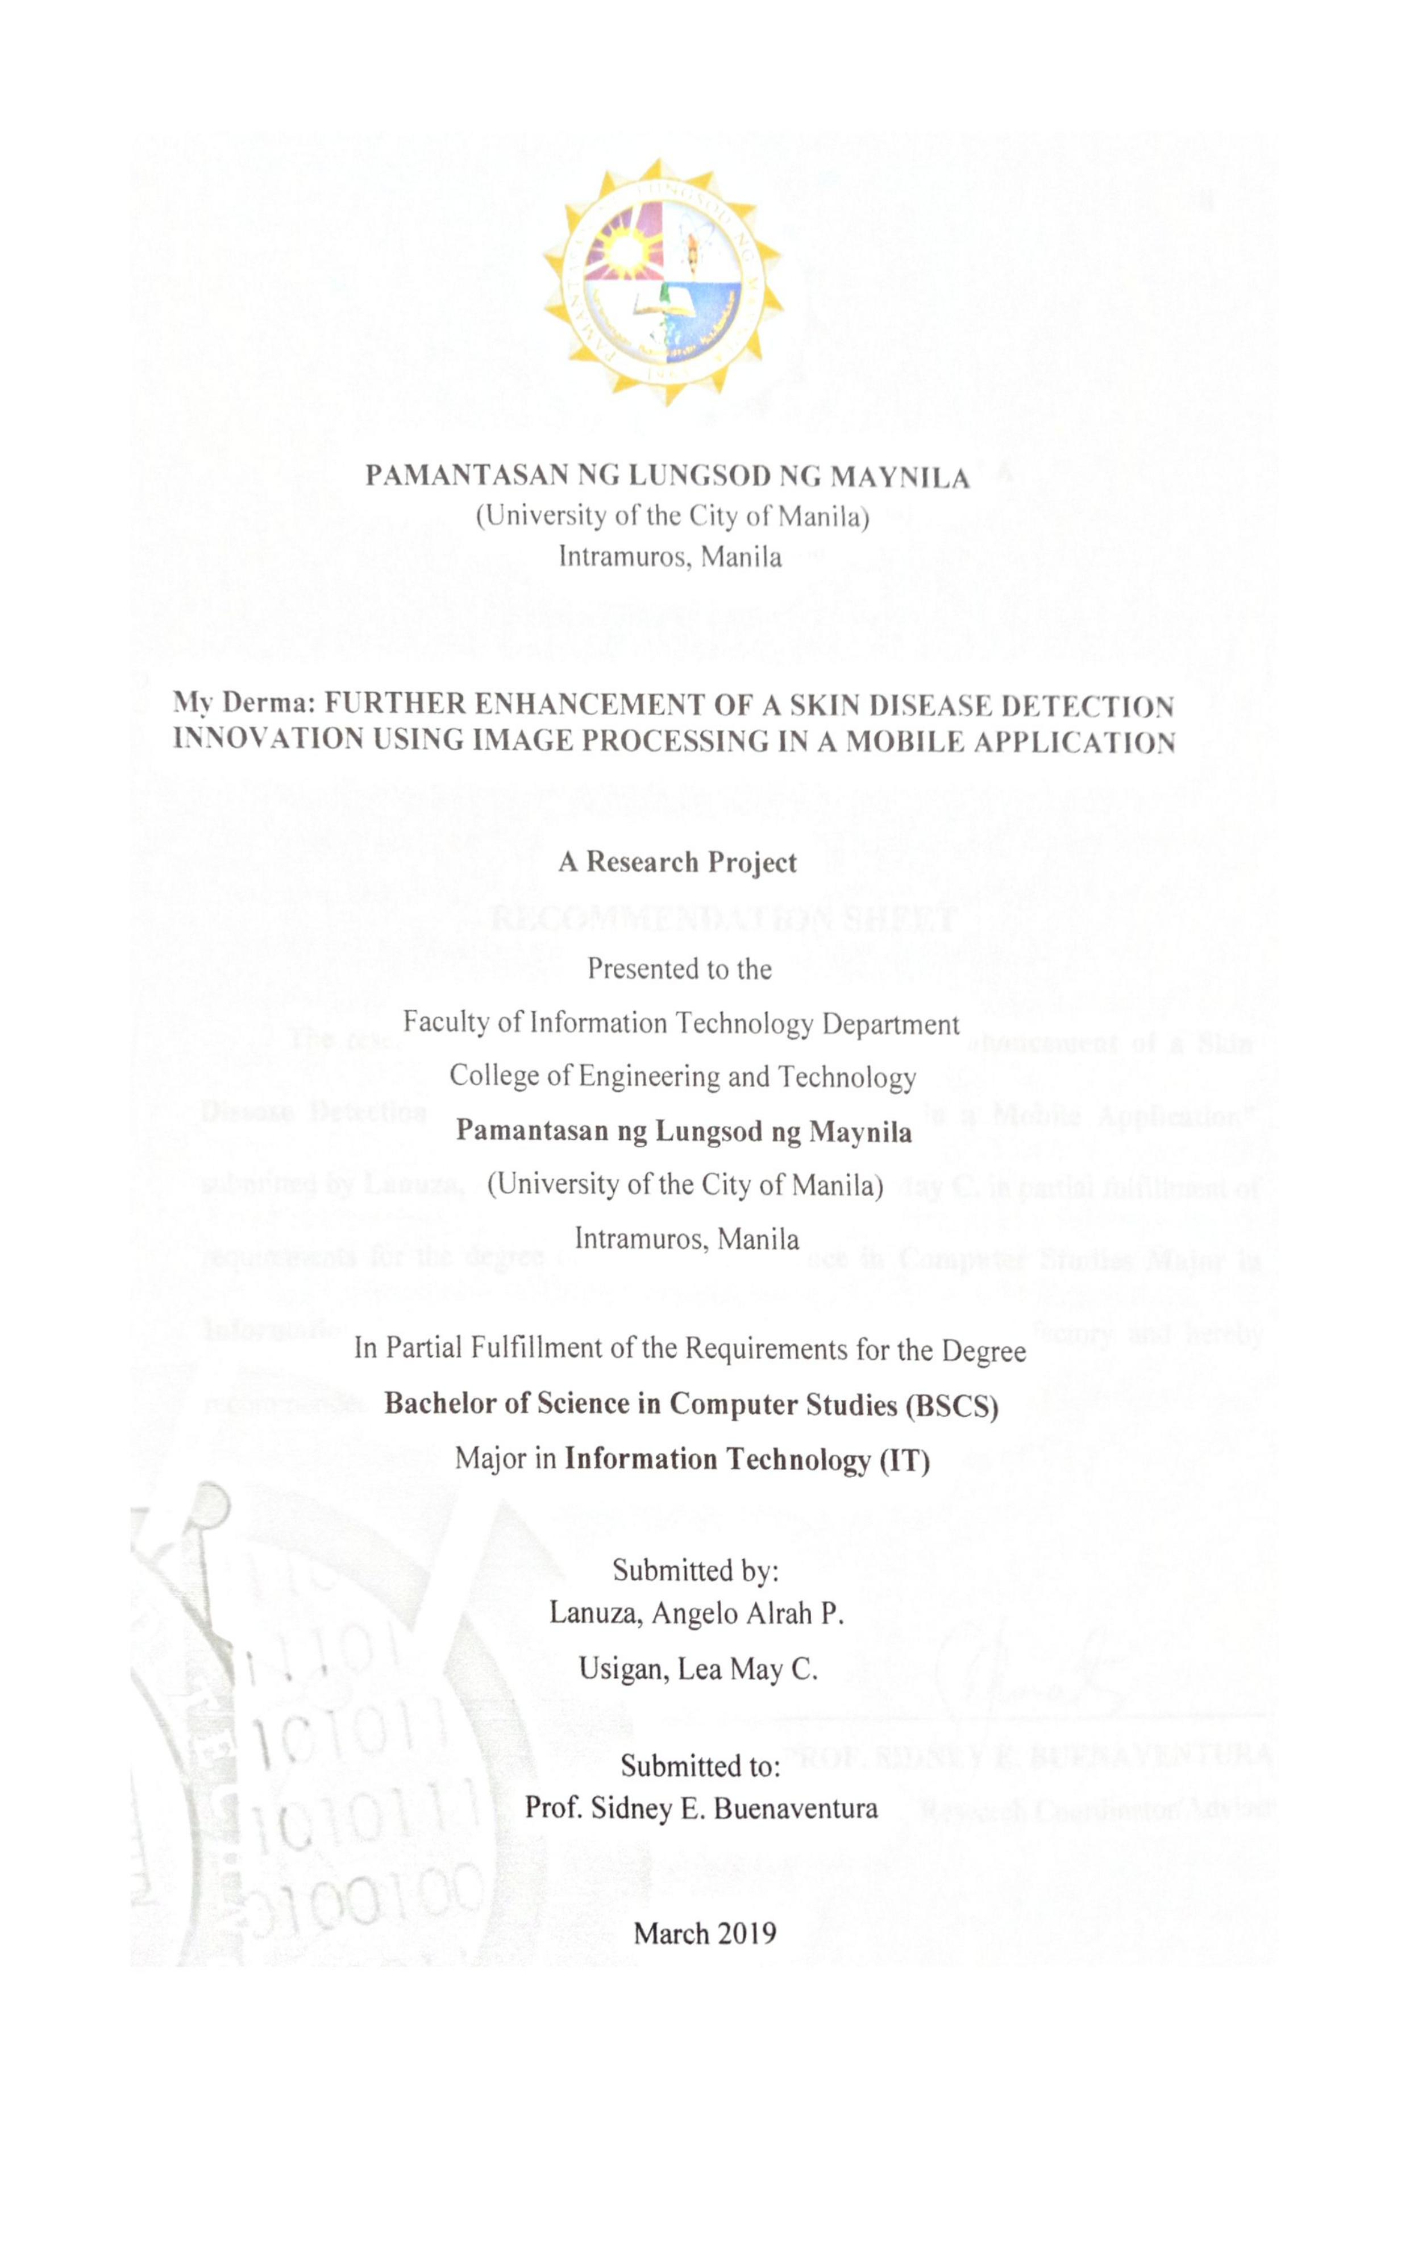 PAMANTASAN NG LUNGSOD NG MAYNILA
(University of the City of Manila)
Intramuros, Manila
My Derma: FURTHER ENHANCEMENT OF A SKIN DISEASE DETECTION
INNOVATION USING IMAGE PROCESSING IN A MOBILE APPLICATION
A Research Project
RECOMMENDATION SHEET
Presented to the
Faculty of Information Technology Department
College of Engineering and Technology
Pamantasan ng Lungsod ng Maynila
(University of the City of Manila)
Intramuros, Manila
In Partial Fulfillment of the Requirements for the Degree
Bachelor of Science in Computer Studies (BSCS)
Major in Information Technology (IT)
Submitted by:
Lanuza, Angelo Alrah P.
Usigan, Lea May C.
Submitted to:
Prof. Sidney E. Buenaventura
March 2019